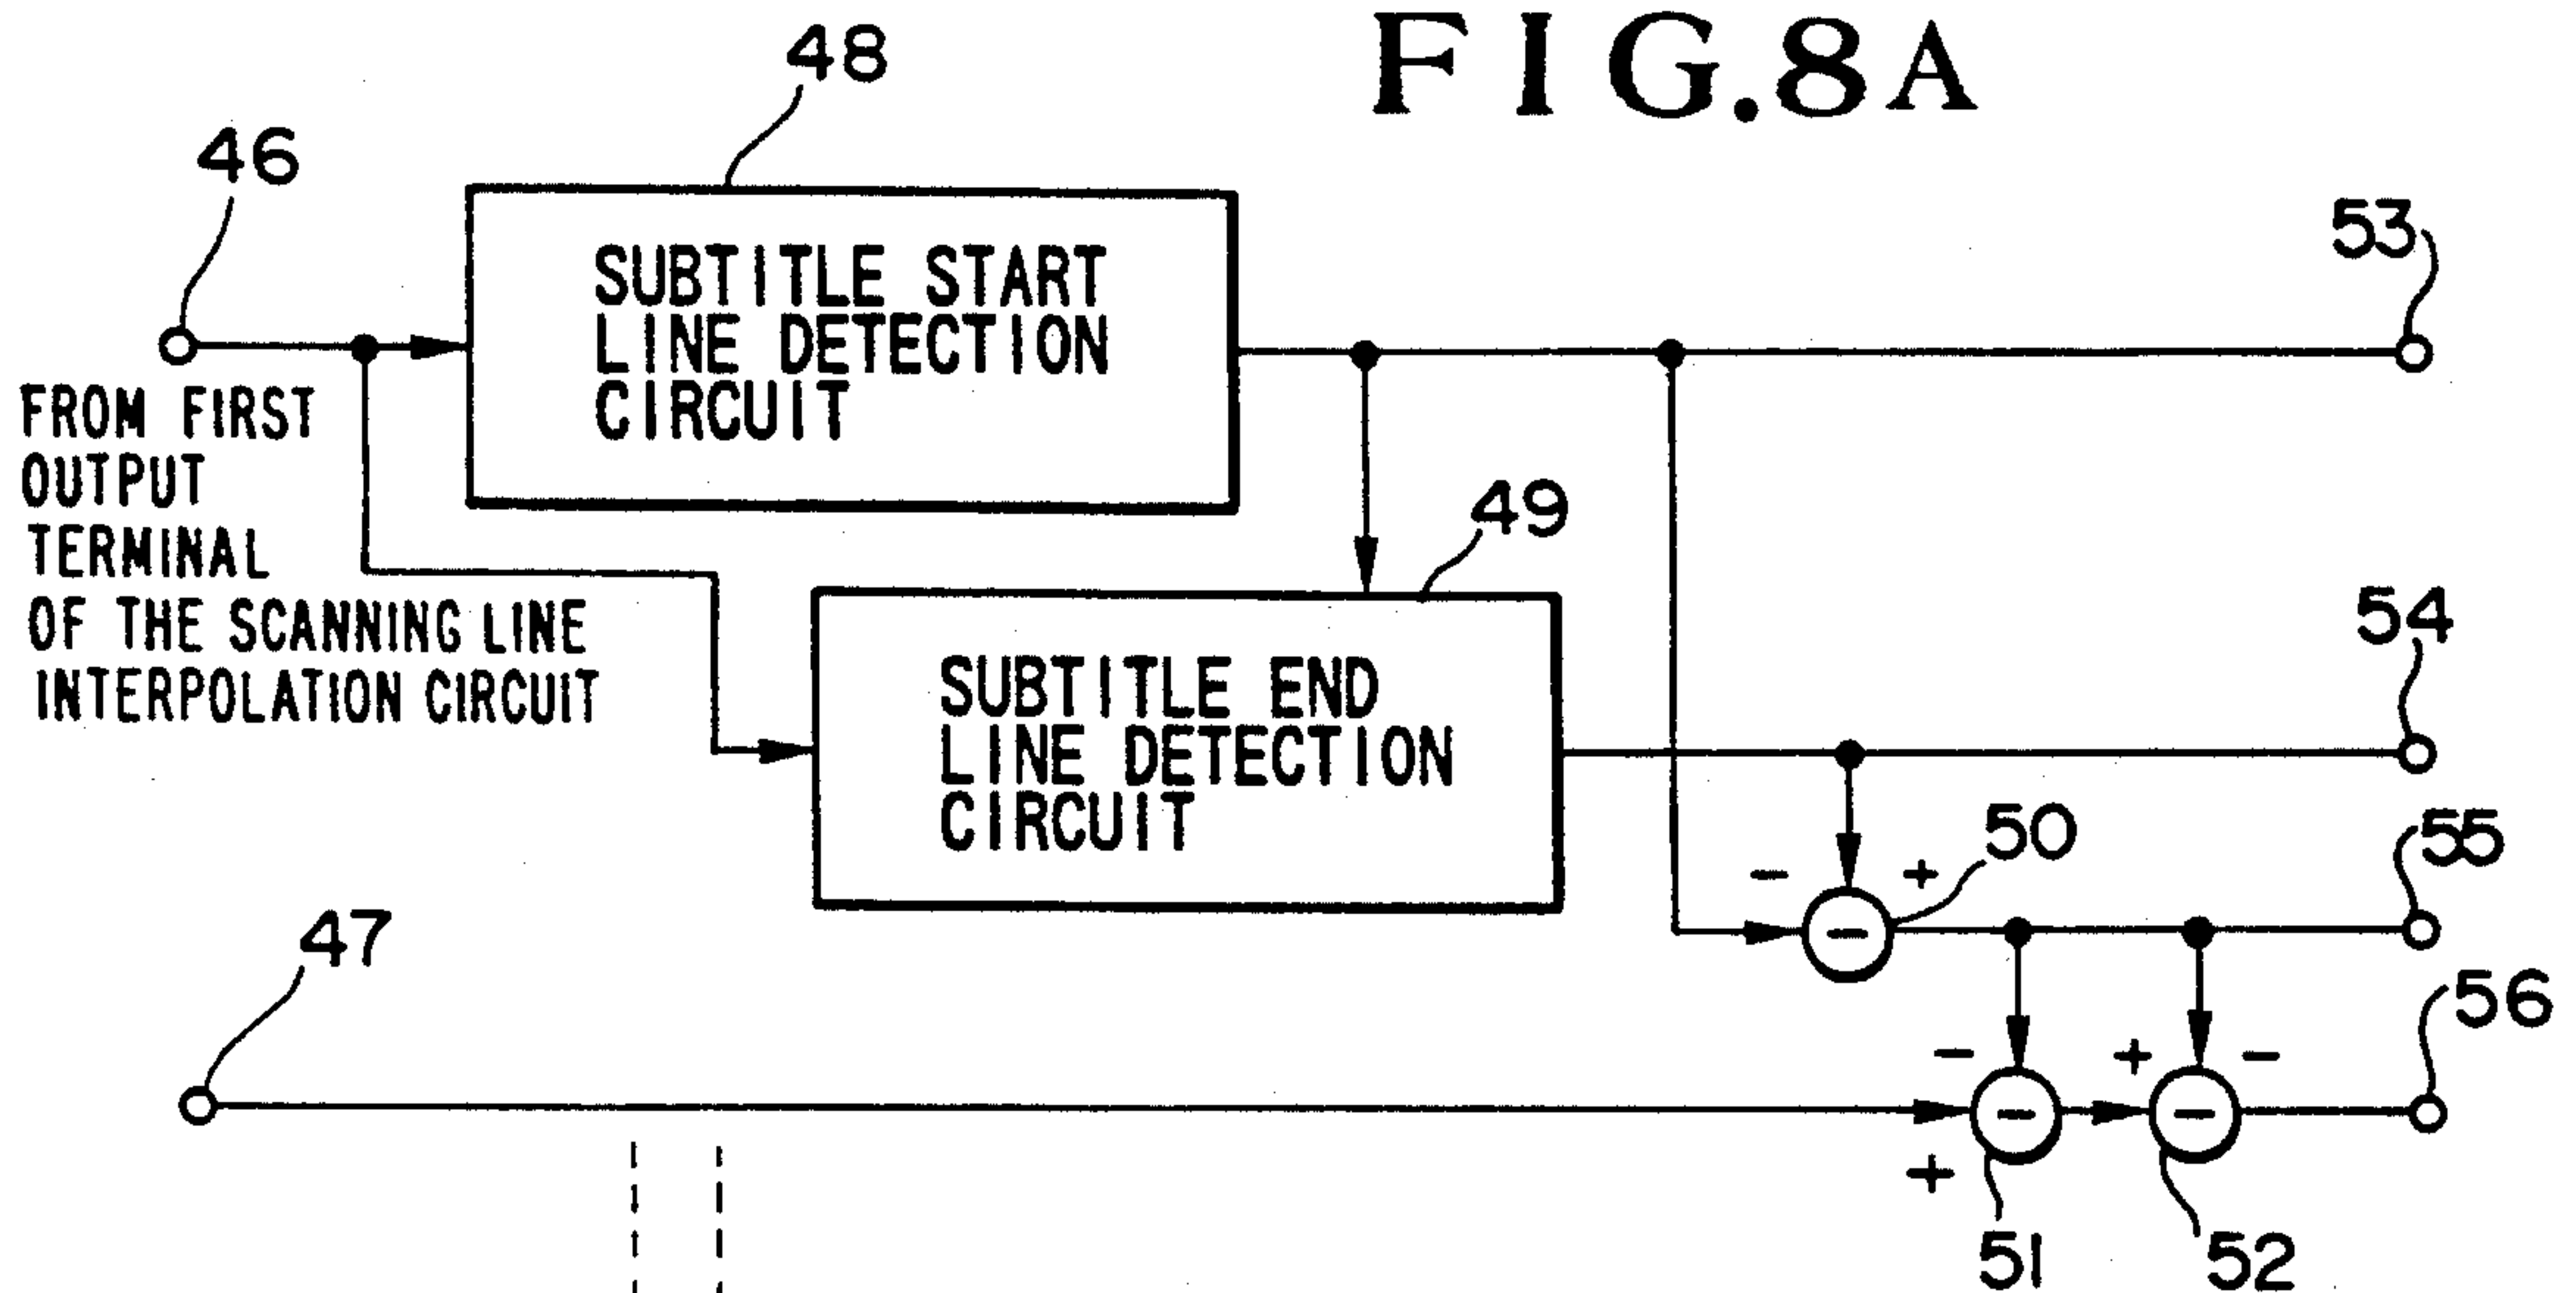 FIG.8A
48
46
SUBTITLE START
LINE DETECTION
CIRCUIT
53
FROM FIRST
OUTPUT
TERMINAL
OF THE SCANNING LINE
INTERPOLATION CIRCUIT
49
SUBTITLE END
LINE DETECTION
CIRCUIT
54
50
55
- +
-
47
56
- + -
- -
+
51
52